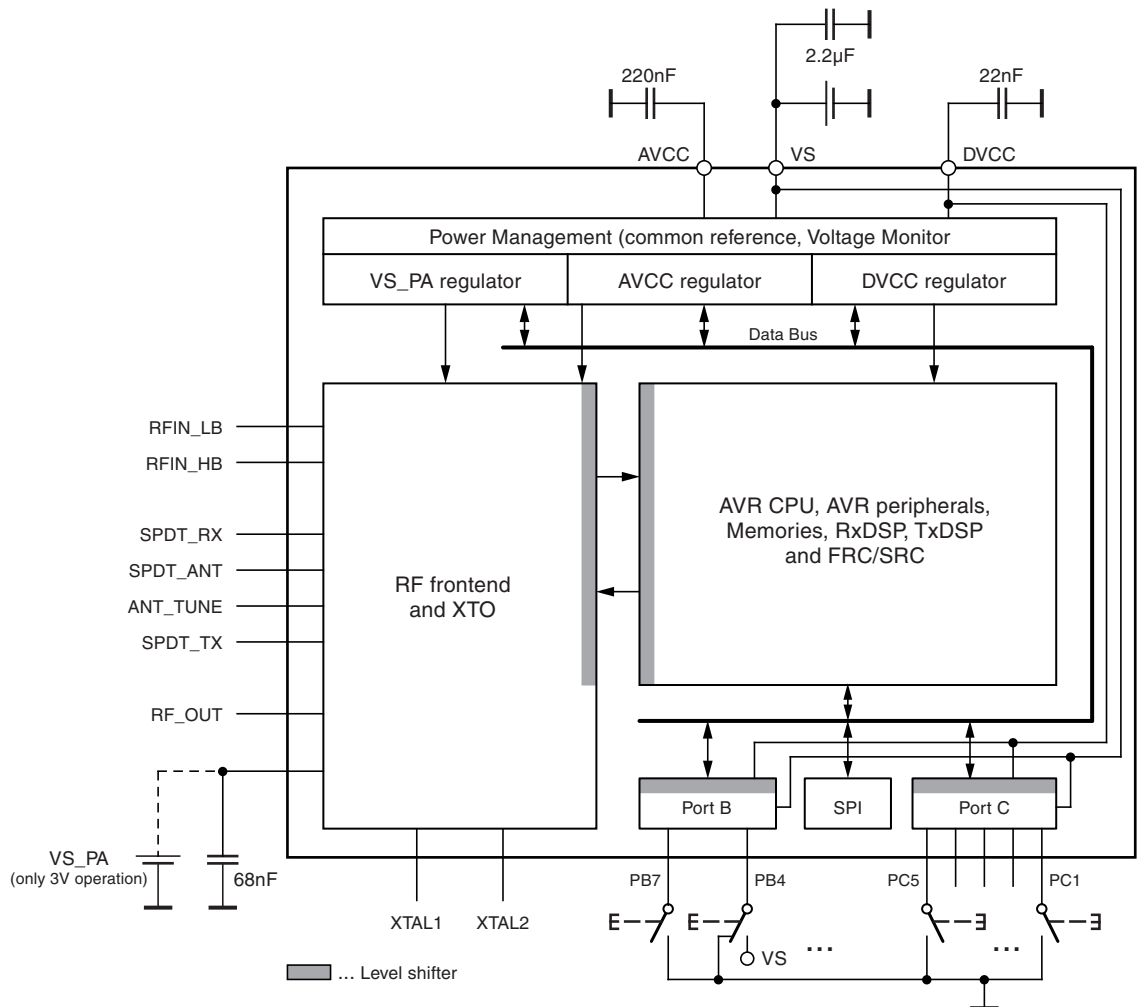 2.2µF
220nF
22nF
AVCC
VS
DVCC
Power Management (common reference, Voltage Monitor
VS_PA regulator
AVCC regulator
DVCC regulator
Data Bus
RFIN_LB
RFIN_HB
SPDT_RX
SPDT_ANT
ANT_TUNE
SPDT_TX
RF_OUT
RF frontend
and XTO
AVR CPU, AVR peripherals,
Memories, RxDSP, TxDSP
and FRC/SRC
Port B
SPI
Port C
VS_PA
(only 3V operation)
68nF
XTAL1
XTAL2
PB7
PB4
PC5
PC1
VS
...
...
... Level shifter